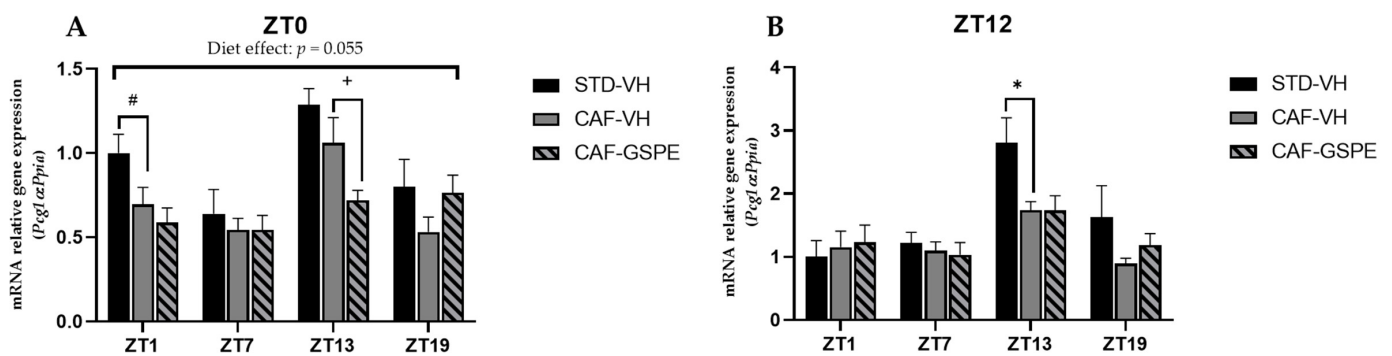 A
ZT0
Diet effect: p = 0.055
mRNA relative gene expression
(Pcg1αPpia)
1.5
1.0
0.5
0.0
#
+
ZT1
ZT7
ZT13
ZT19
STD-VH
CAF-VH
CAF-GSPE
B
ZT12
mRNA relative gene expression
(Pcg1αPpia)
4
3
2
1
0
*
ZT1
ZT7
ZT13
ZT19
STD-VH
CAF-VH
CAF-GSPE